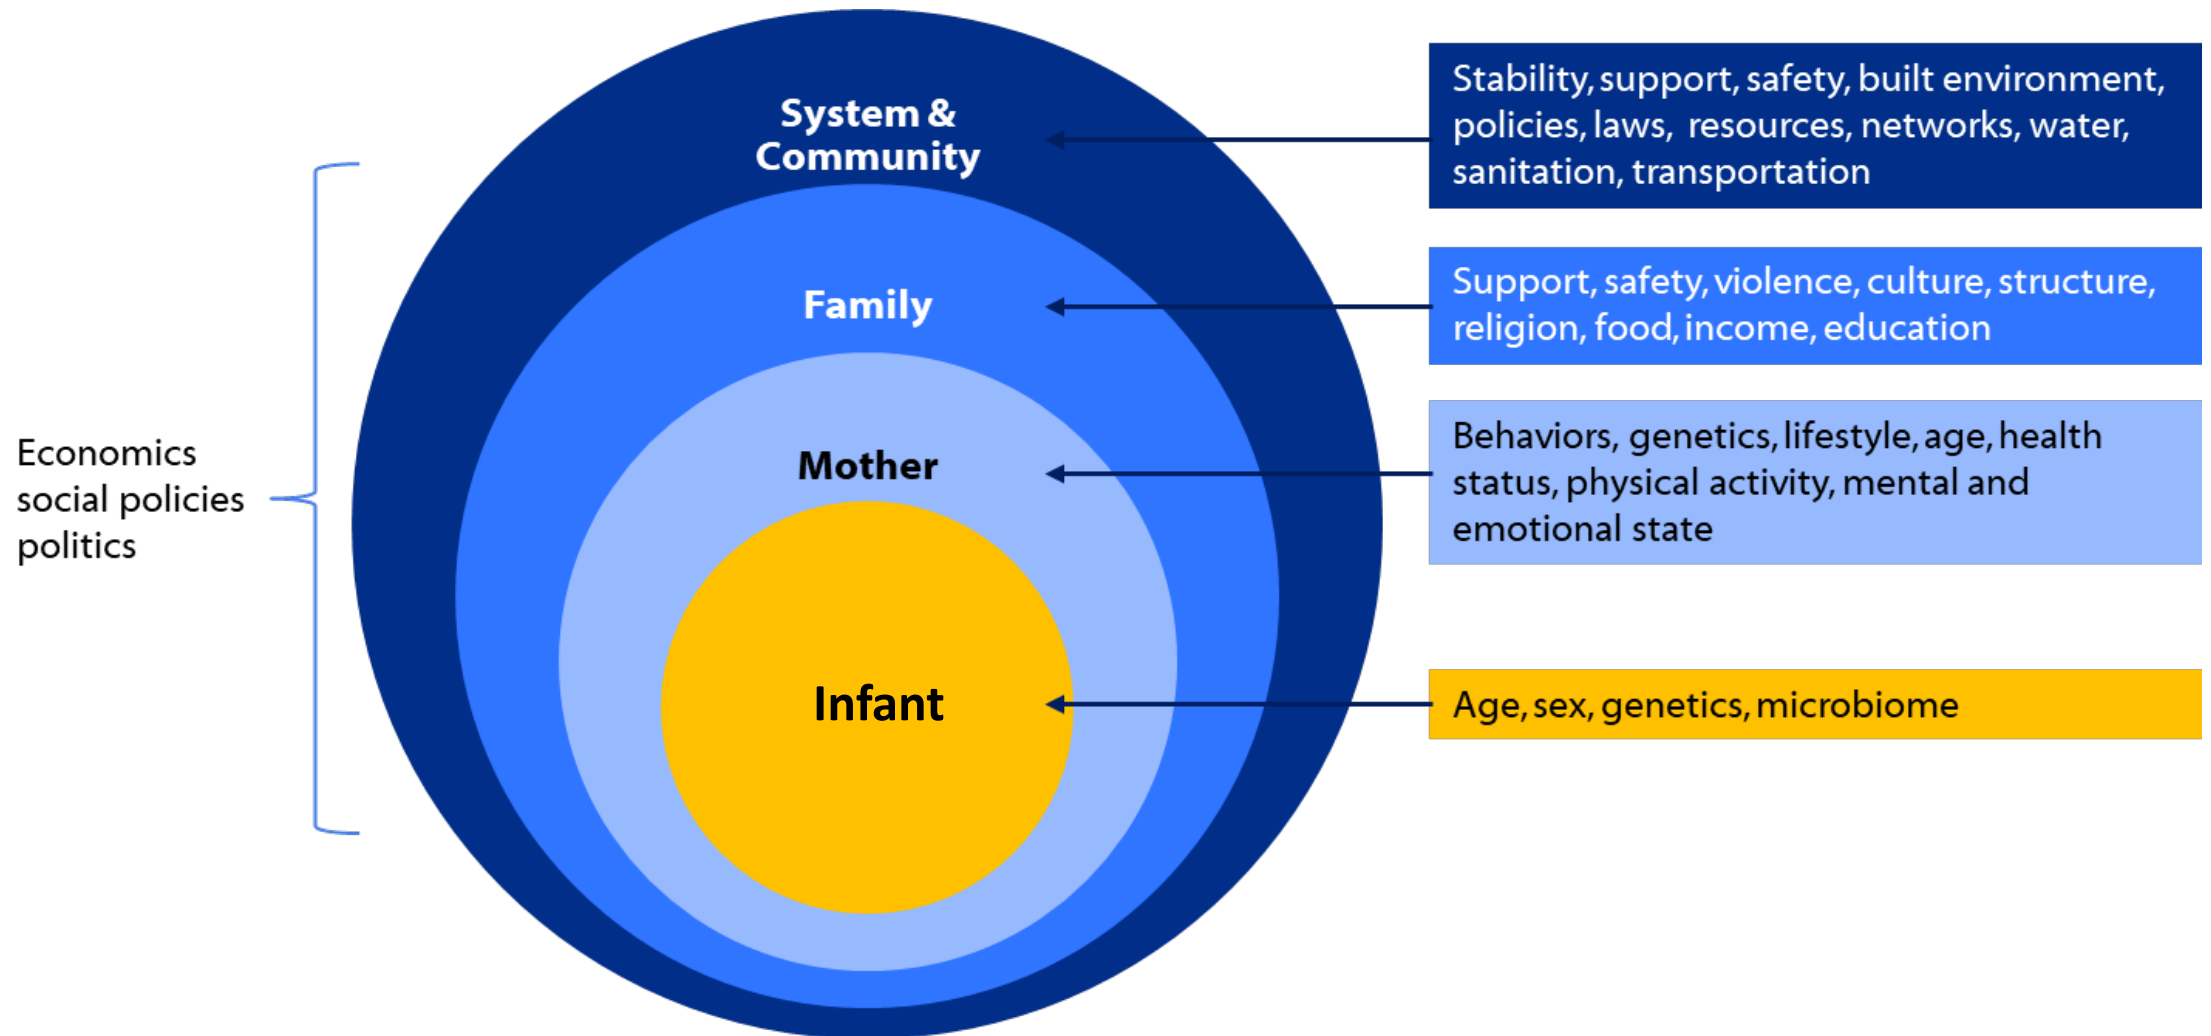 System &
Community
Stability, support, safety, built environment,
policies, laws, resources, networks, water,
sanitation, transportation
Family
Support, safety, violence, culture, structure,
religion, food, income, education
Economics
social policies
politics
Mother
Behaviors, genetics, lifestyle, age, health
status, physical activity, mental and
emotional state
Infant
Age, sex, genetics, microbiome